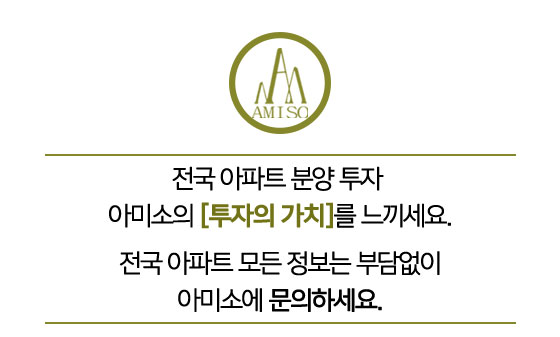 AMISO
전국 아파트 분양 투자
아미소의 [투자의 가치]를 느끼세요.
전국 아파트 모든 정보는 부담없이
아미소에 문의하세요.